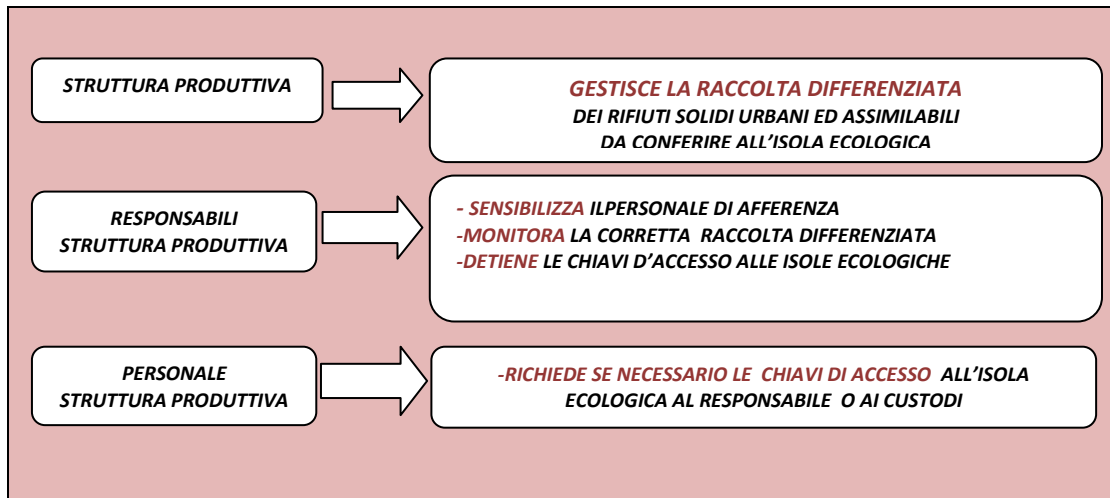 STRUTTURA PRODUTTIVA
GESTISCE LA RACCOLTA DIFFERENZIATA
DEI RIFIUTI SOLIDI URBANI ED ASSIMILABILI
DA CONFERIRE ALL’ISOLA ECOLOGICA
RESPONSABILI
STRUTTURA PRODUTTIVA
- SENSIBILIZZA ILPERSONALE DI AFFERENZA
-MONITORA LA CORRETTA RACCOLTA DIFFERENZIATA
-DETIENE LE CHIAVI D’ACCESSO ALLE ISOLE ECOLOGICHE
PERSONALE
STRUTTURA PRODUTTIVA
-RICHIEDE SE NECESSARIO LE CHIAVI DI ACCESSO ALL’ISOLA
ECOLOGICA AL RESPONSABILE O AI CUSTODI